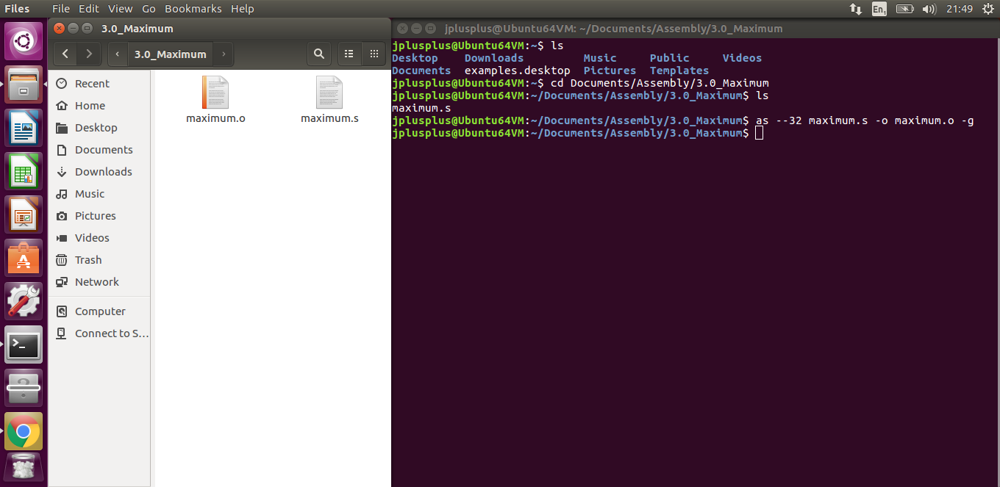 Files File Edit View Go Bookmarks Help En1 21:49
3.0_Maximum
3.0_Maximum
Recent
Home
Desktop
Documents
Downloads
Music
Pictures
Videos
Trash
Network
Computer
Connect to S...
maximum.o maximum.s
jplusplus@Ubuntu64VM: ~/Documents/Assembly/3.0_Maximum
jplusplus@Ubuntu64VM:~$ ls
Desktop Downloads Music Public Videos
Documents examples.desktop Pictures Templates
jplusplus@Ubuntu64VM:~$ cd Documents/Assembly/3.0_Maximum
jplusplus@Ubuntu64VM:~/Documents/Assembly/3.0_Maximum$ ls
maximum.s
jplusplus@Ubuntu64VM:~/Documents/Assembly/3.0_Maximum$ as --32 maximum.s -o maximum.o -g
jplusplus@Ubuntu64VM:~/Documents/Assembly/3.0_Maximum$